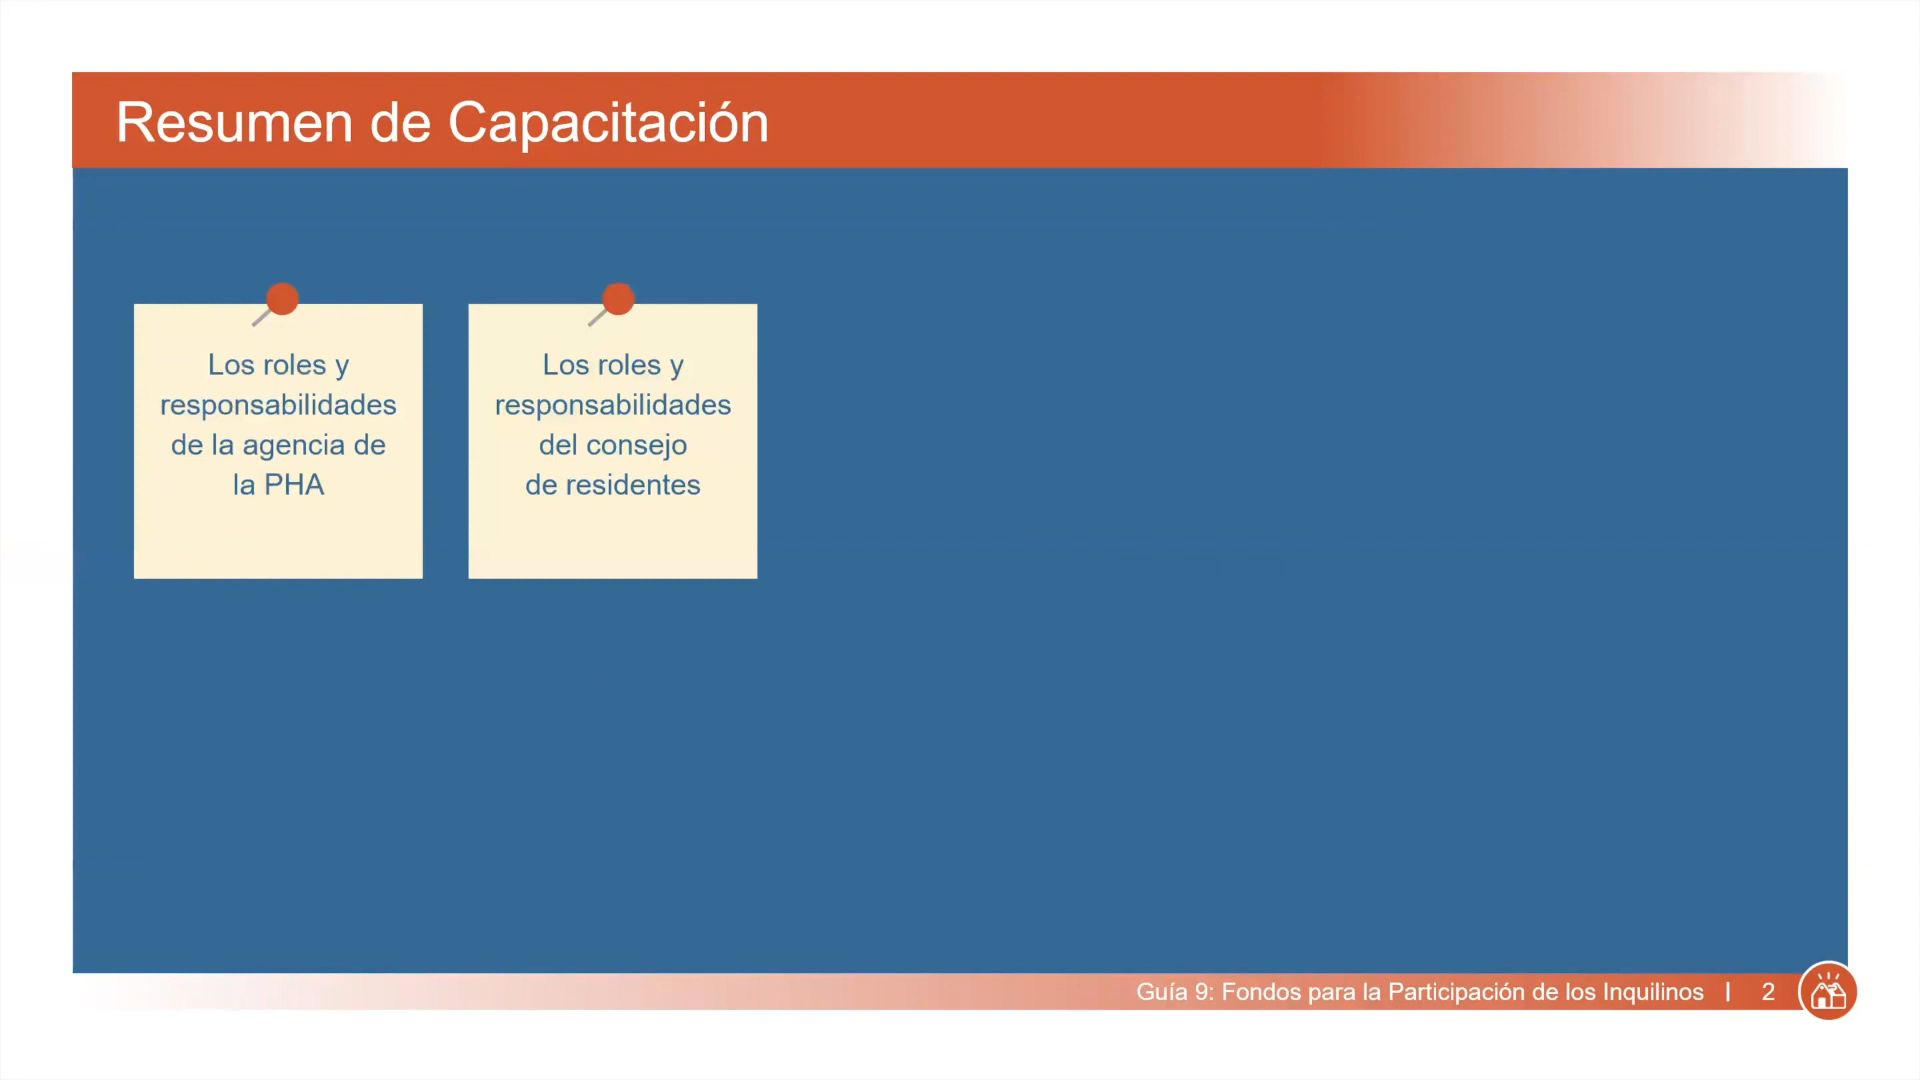 Resumen de Capacitación
Los roles y
responsabilidades
de la agencia de
la PHA
Los roles y
responsabilidades
del consejo
de residentes
Guía 9: Fondos para la Participación de los Inquilinos | 2